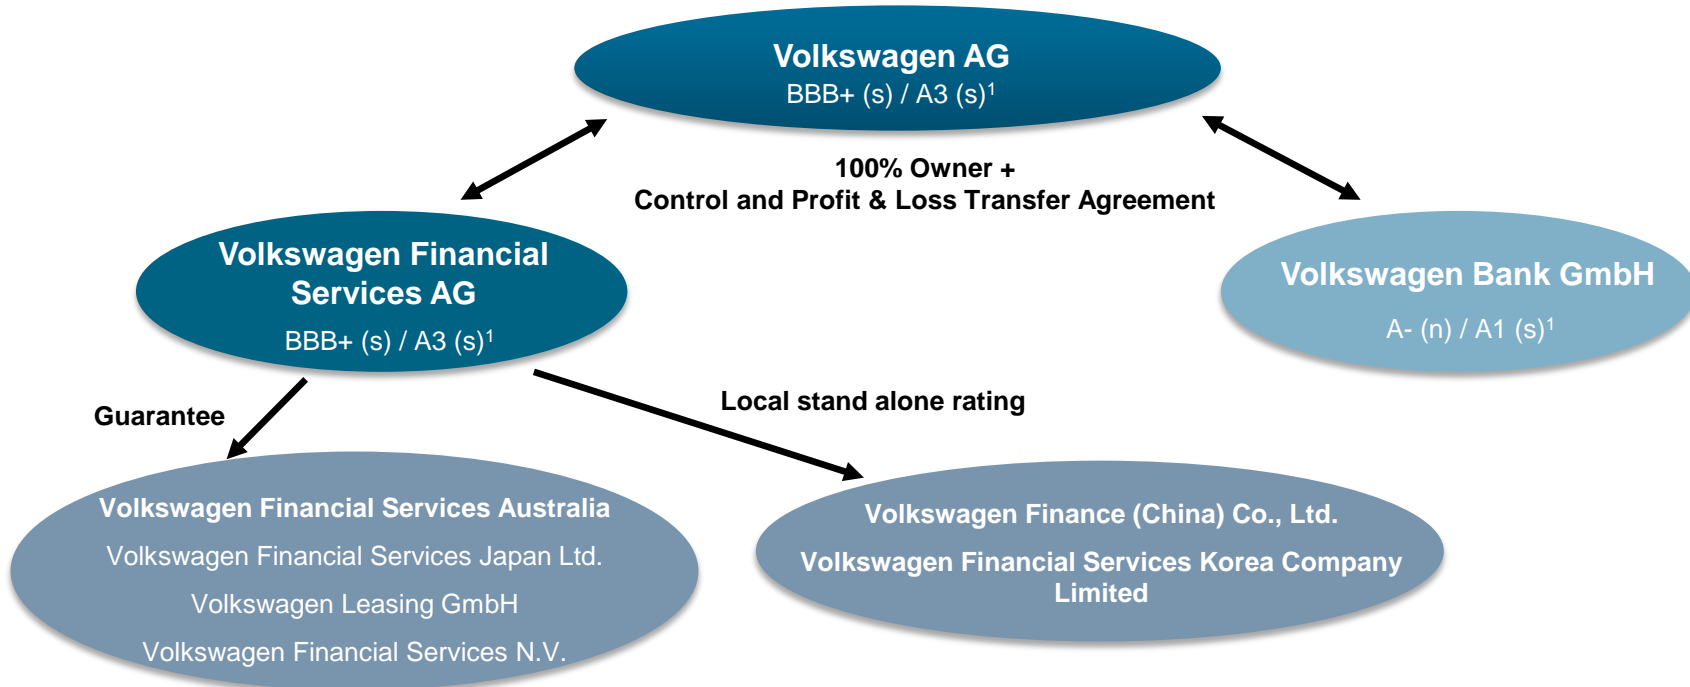 Volkswagen AG
BBB+ (s) / A3 (s)¹
100% Owner +
Control and Profit & Loss Transfer Agreement
Volkswagen Financial
Services AG
BBB+ (s) / A3 (s)¹
Volkswagen Bank GmbH
A- (n) / A1 (s)¹
Guarantee
Local stand alone rating
Volkswagen Financial Services Australia
Volkswagen Financial Services Japan Ltd.
Volkswagen Leasing GmbH
Volkswagen Financial Services N.V.
Volkswagen Finance (China) Co., Ltd.
Volkswagen Financial Services Korea Company
Limited